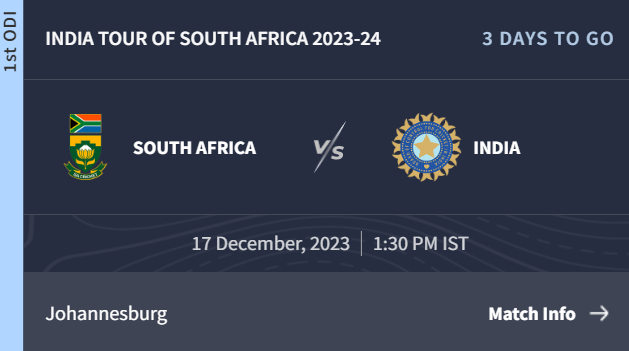 1st ODI
INDIA TOUR OF SOUTH AFRICA 2023-24
3 DAYS TO GO
SOUTH AFRICA
VS
INDIA
17 December, 2023 | 1:30 PM IST
Johannesburg
Match Info →